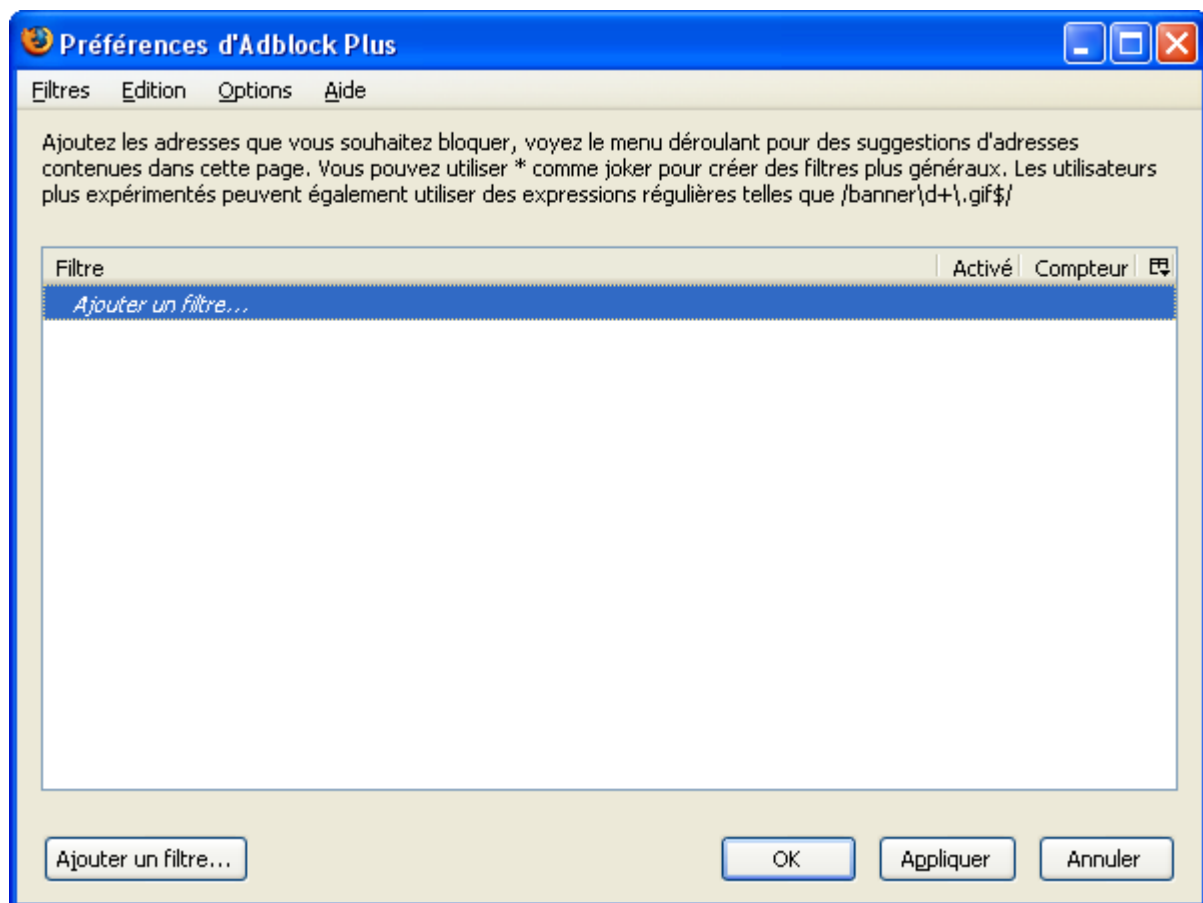 Préférences d'Adblock Plus
Filtres Edition Options Aide
Ajoutez les adresses que vous souhaitez bloquer, voyez le menu déroulant pour des suggestions d'adresses
contenues dans cette page. Vous pouvez utiliser * comme joker pour créer des filtres plus généraux. Les utilisateurs
plus expérimentés peuvent également utiliser des expressions régulières telles que /banner\d+\.gif$/
Filtre Activé Compteur
Ajouter un filtre...
Ajouter un filtre... OK Appliquer Annuler